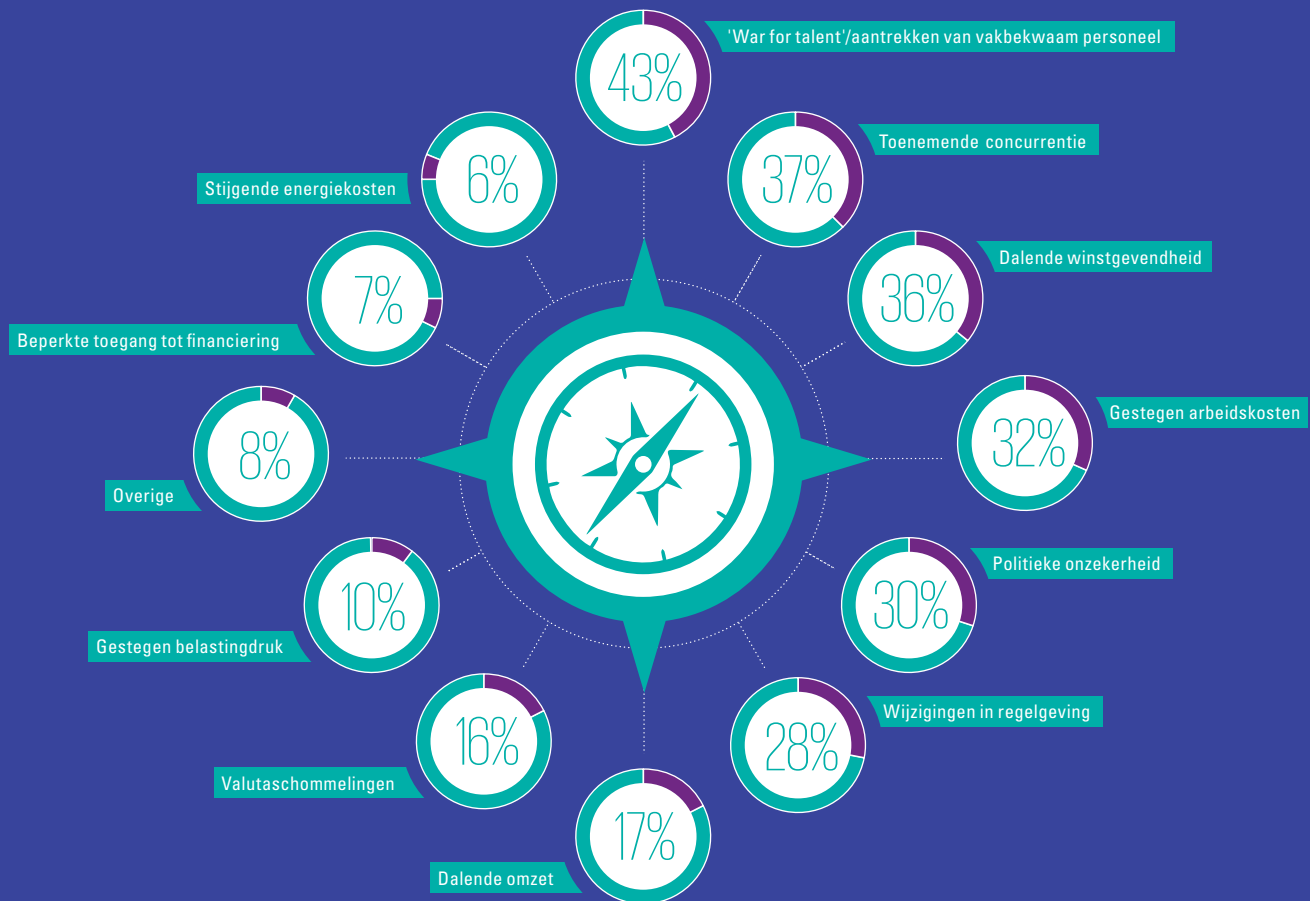 43%
'War for talent'/aantrekken van vakbekwaam personeel
37%
Toenemende concurrentie
36%
Dalende winstgevendheid
32%
Gestegen arbeidskosten
30%
Politieke onzekerheid
28%
Wijzigingen in regelgeving
17%
Dalende omzet
16%
Valutaschommelingen
10%
Gestegen belastingdruk
8%
Overige
7%
Beperkte toegang tot financiering
6%
Stijgende energiekosten